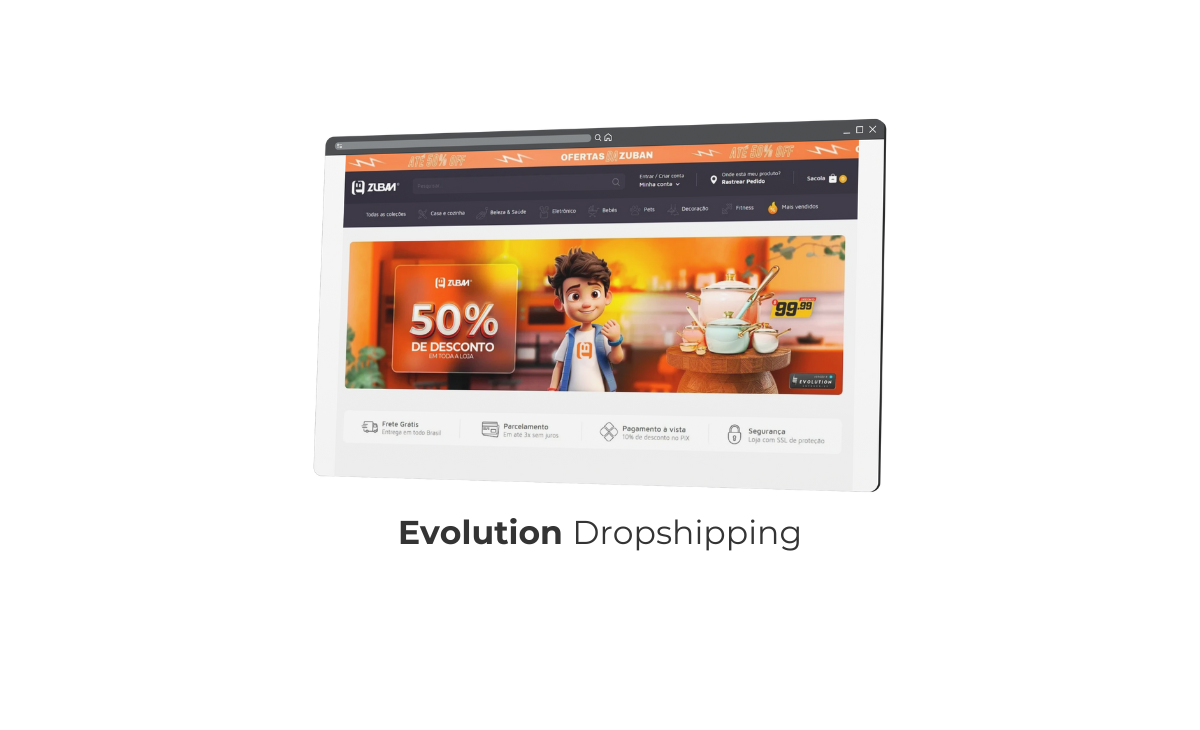 ATÉ 50% OFF
OFERTAS DA ZUBAN
ATÉ 50% OFF
ZUBAN
Pesquisar
Entrar / Criar conta
Minha conta
Onde está meu produto?
Rastrear Pedido
Sacola
Todas as coleções
Casa e cozinha
Beleza & Saúde
Eletrônico
Bebês
Pets
Decoração
Fitness
Mais vendidos
ZUBAN
50%
DE DESCONTO
EM TODA A LOJA
99,99
EVOLUTION
Frete Gratis
Entrega em todo Brasil
Parcelamento
Em até 3x sem juros
Pagamento à vista
10% de desconto no PIX
Segurança
Loja com SSL de proteção
Evolution Dropshipping